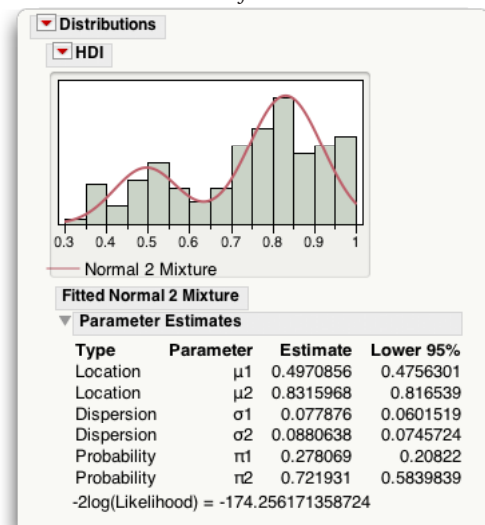 Distributions
HDI
0.3 0.4 0.5 0.6 0.7 0.8 0.9 1
Normal 2 Mixture
Fitted Normal 2 Mixture
Parameter Estimates
Type Parameter Estimate Lower 95%
Location μ1 0.4970856 0.4756301
Location μ2 0.8315968 0.816539
Dispersion σ1 0.077876 0.0601519
Dispersion σ2 0.0880638 0.0745724
Probability π1 0.278069 0.20822
Probability π2 0.721931 0.5839839
-2log(Likelihood) = -174.256171358724